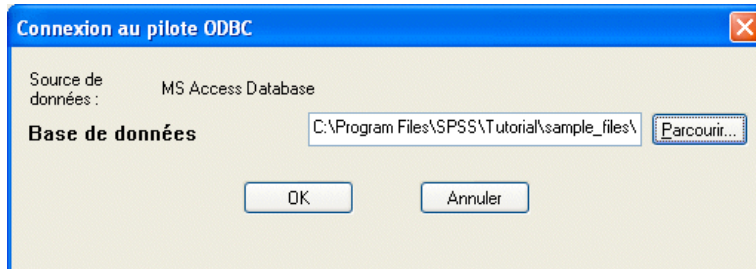 Connexion au pilote ODBC
Source de
données :
MS Access Database
Base de données
C:\Program Files\SPSS\Tutorial\sample_files\
Parcourir...
OK
Annuler